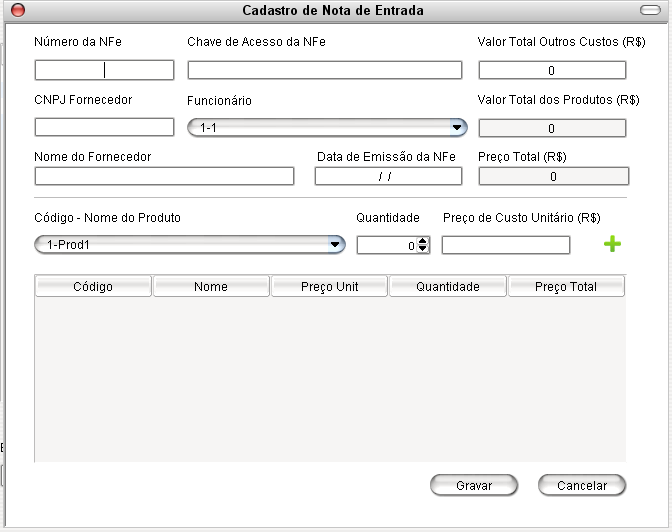 Cadastro de Nota de Entrada
Número da NFe
Chave de Acesso da NFe
Valor Total Outros Custos (R$)
0
CNPJ Fornecedor
Funcionário
Valor Total dos Produtos (R$)
1-1
0
Nome do Fornecedor
Data de Emissão da NFe
Preço Total (R$)
/ /
0
Código - Nome do Produto
Quantidade
Preço de Custo Unitário (R$)
1-Prod1
0
Código
Nome
Preço Unit
Quantidade
Preço Total
Gravar
Cancelar